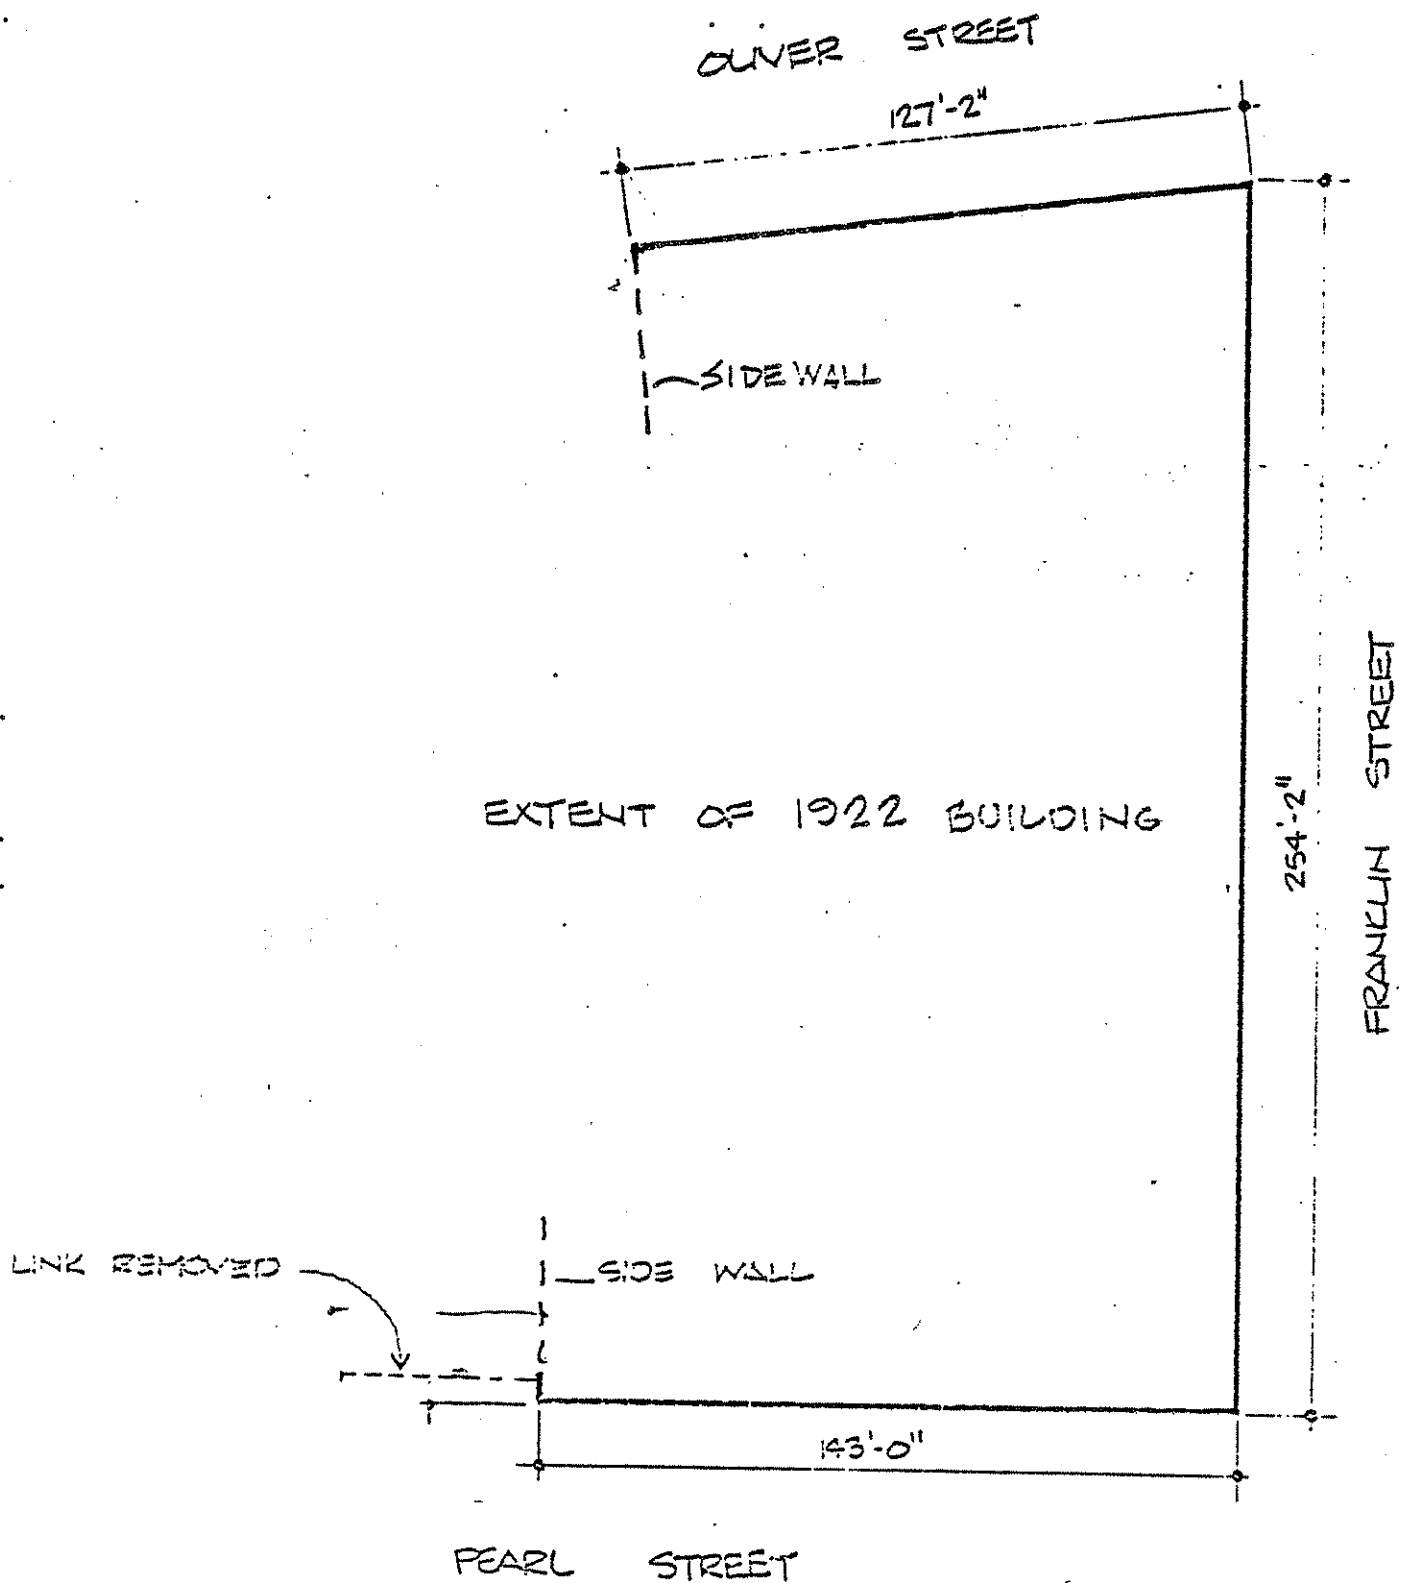 OLIVER STREET
127'-2"
SIDE WALL
EXTENT OF 1922 BUILDING
254'-2"
FRANKLIN STREET
LINK REMOVED
SIDE WALL
143'-0"
PEARL STREET